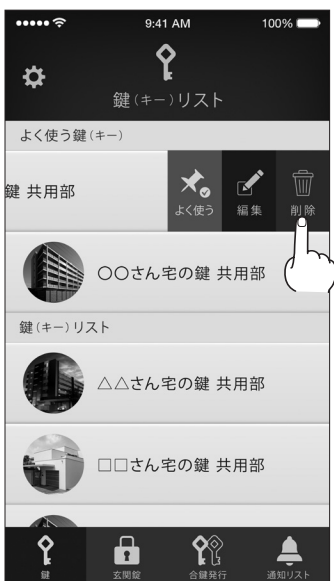 9:41 AM 100%
鍵(キー)リスト
よく使う鍵(キー)
鍵 共用部
よく使う 編集 削除
○○さん宅の鍵 共用部
鍵(キー)リスト
△△さん宅の鍵 共用部
□□さん宅の鍵 共用部
鍵 玄関錠 合鍵発行 通知リスト